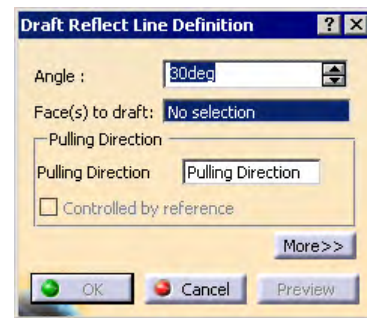 Draft Reflect Line Definition ? X
Angle : 30deg
Face(s) to draft: No selection
Pulling Direction
Pulling Direction Pulling Direction
Controlled by reference
More>>
OK Cancel Preview